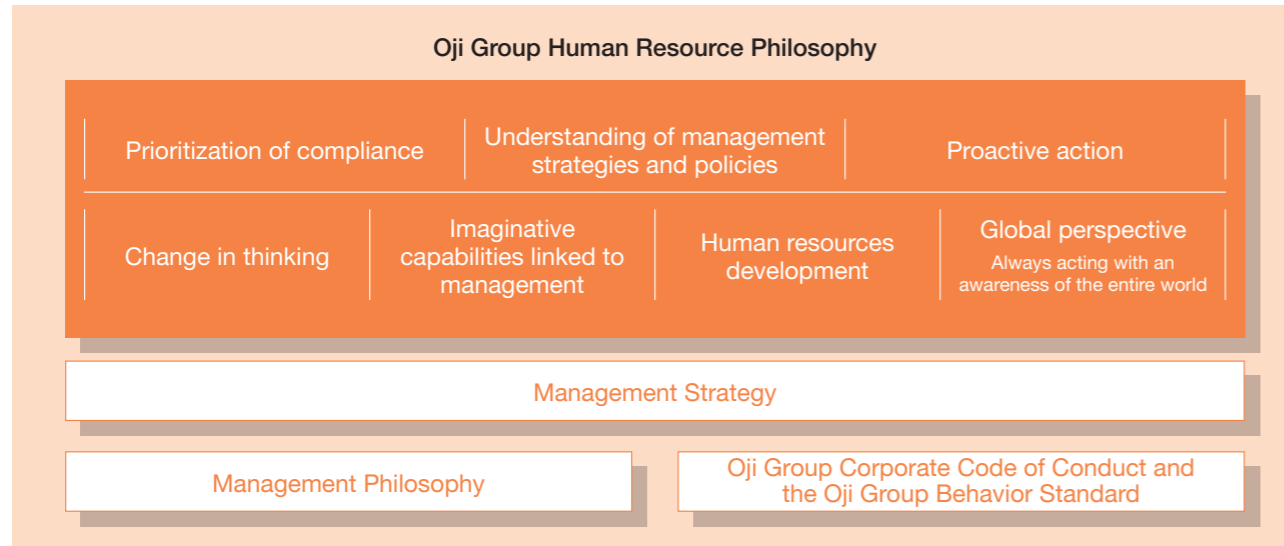 Oji Group Human Resource Philosophy
Prioritization of compliance
Understanding of management
strategies and policies
Proactive action
Change in thinking
Imaginative
capabilities linked to
management
Human resources
development
Global perspective
Always acting with an
awareness of the entire world
Management Strategy
Management Philosophy
Oji Group Corporate Code of Conduct and
the Oji Group Behavior Standard